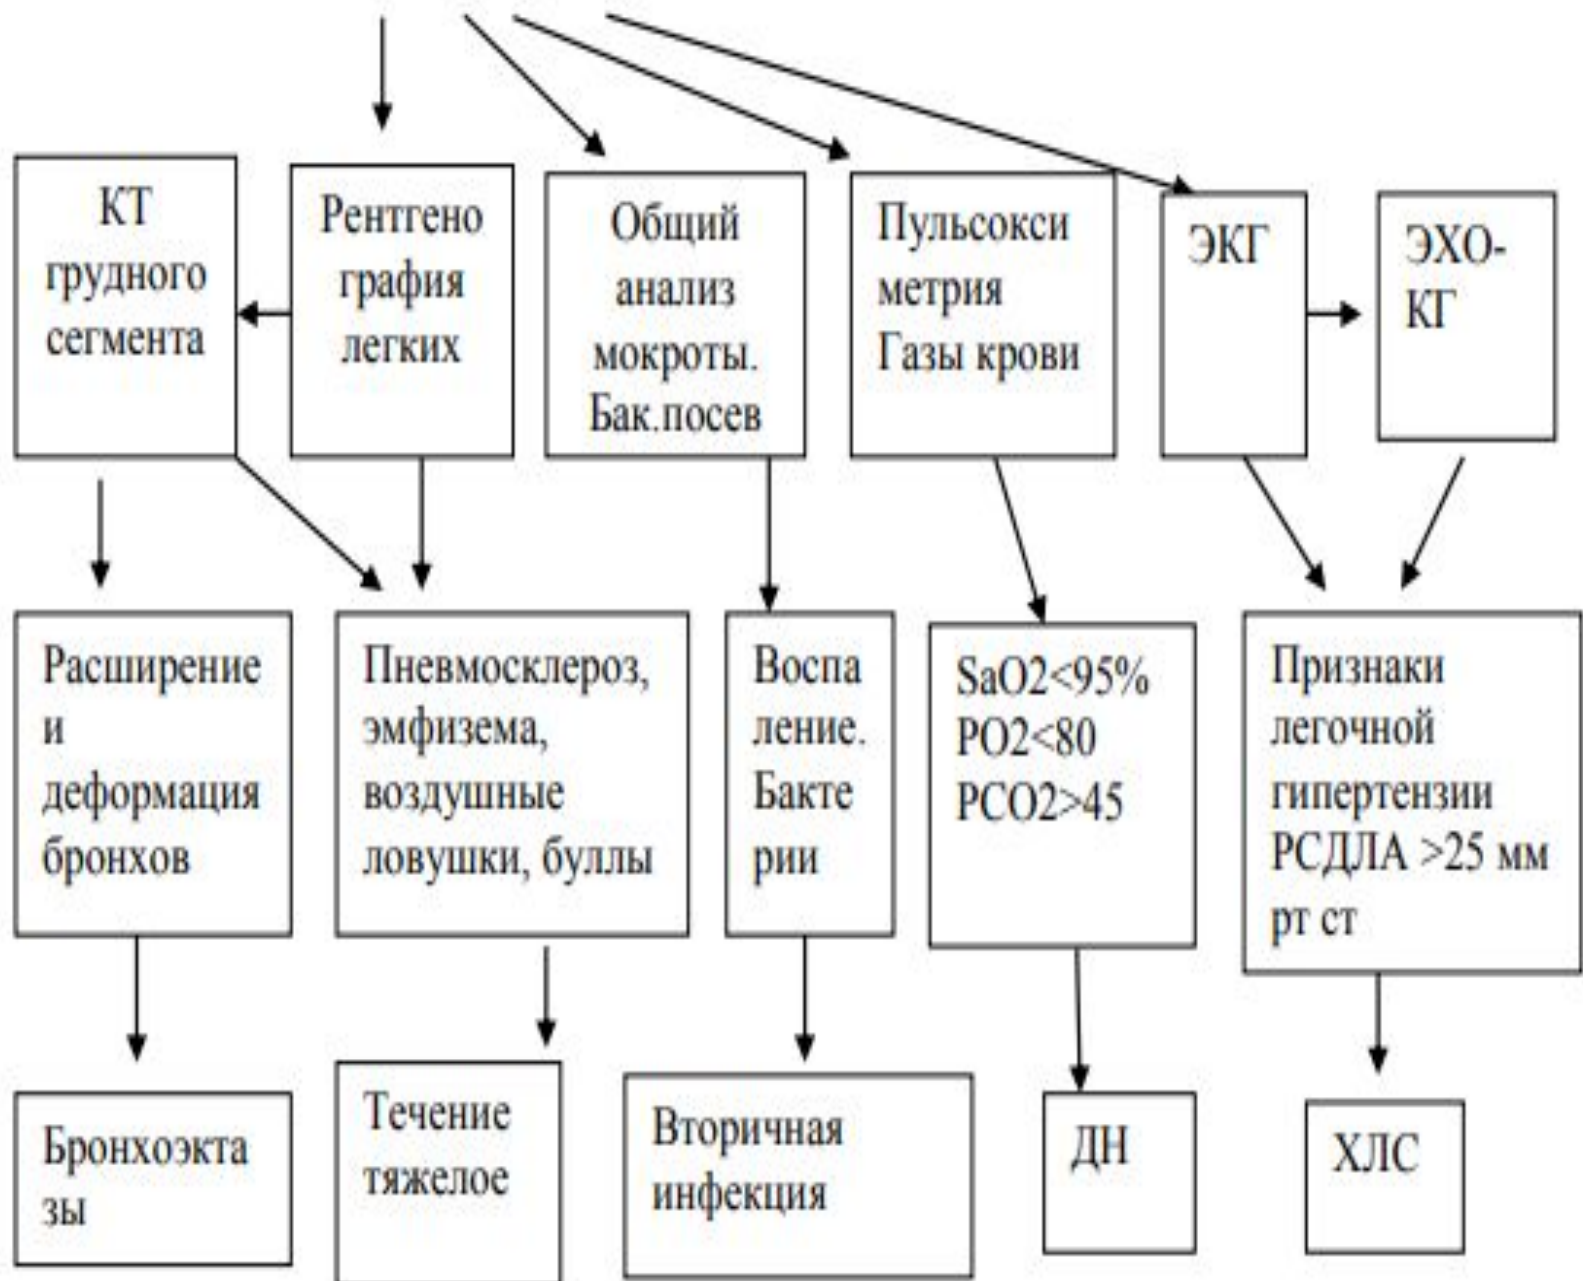 КТ
грудного
сегмента
Рентгено
графия
легких
Общий
анализ
мокроты.
Бак.посев
Пульсокси
метрия
Газы крови
ЭКГ
ЭХО-
КГ
Расширение
и
деформация
бронхов
Пневмосклероз,
эмфизема,
воздушные
ловушки, буллы
Воспа
ление.
Бакте
рии
SaO2<95%
PO2<80
PCO2>45
Признаки
легочной
гипертензии
РСДЛА >25 мм
рт ст
Бронхоэкта
зы
Течение
тяжелое
Вторичная
инфекция
ДН
ХЛС